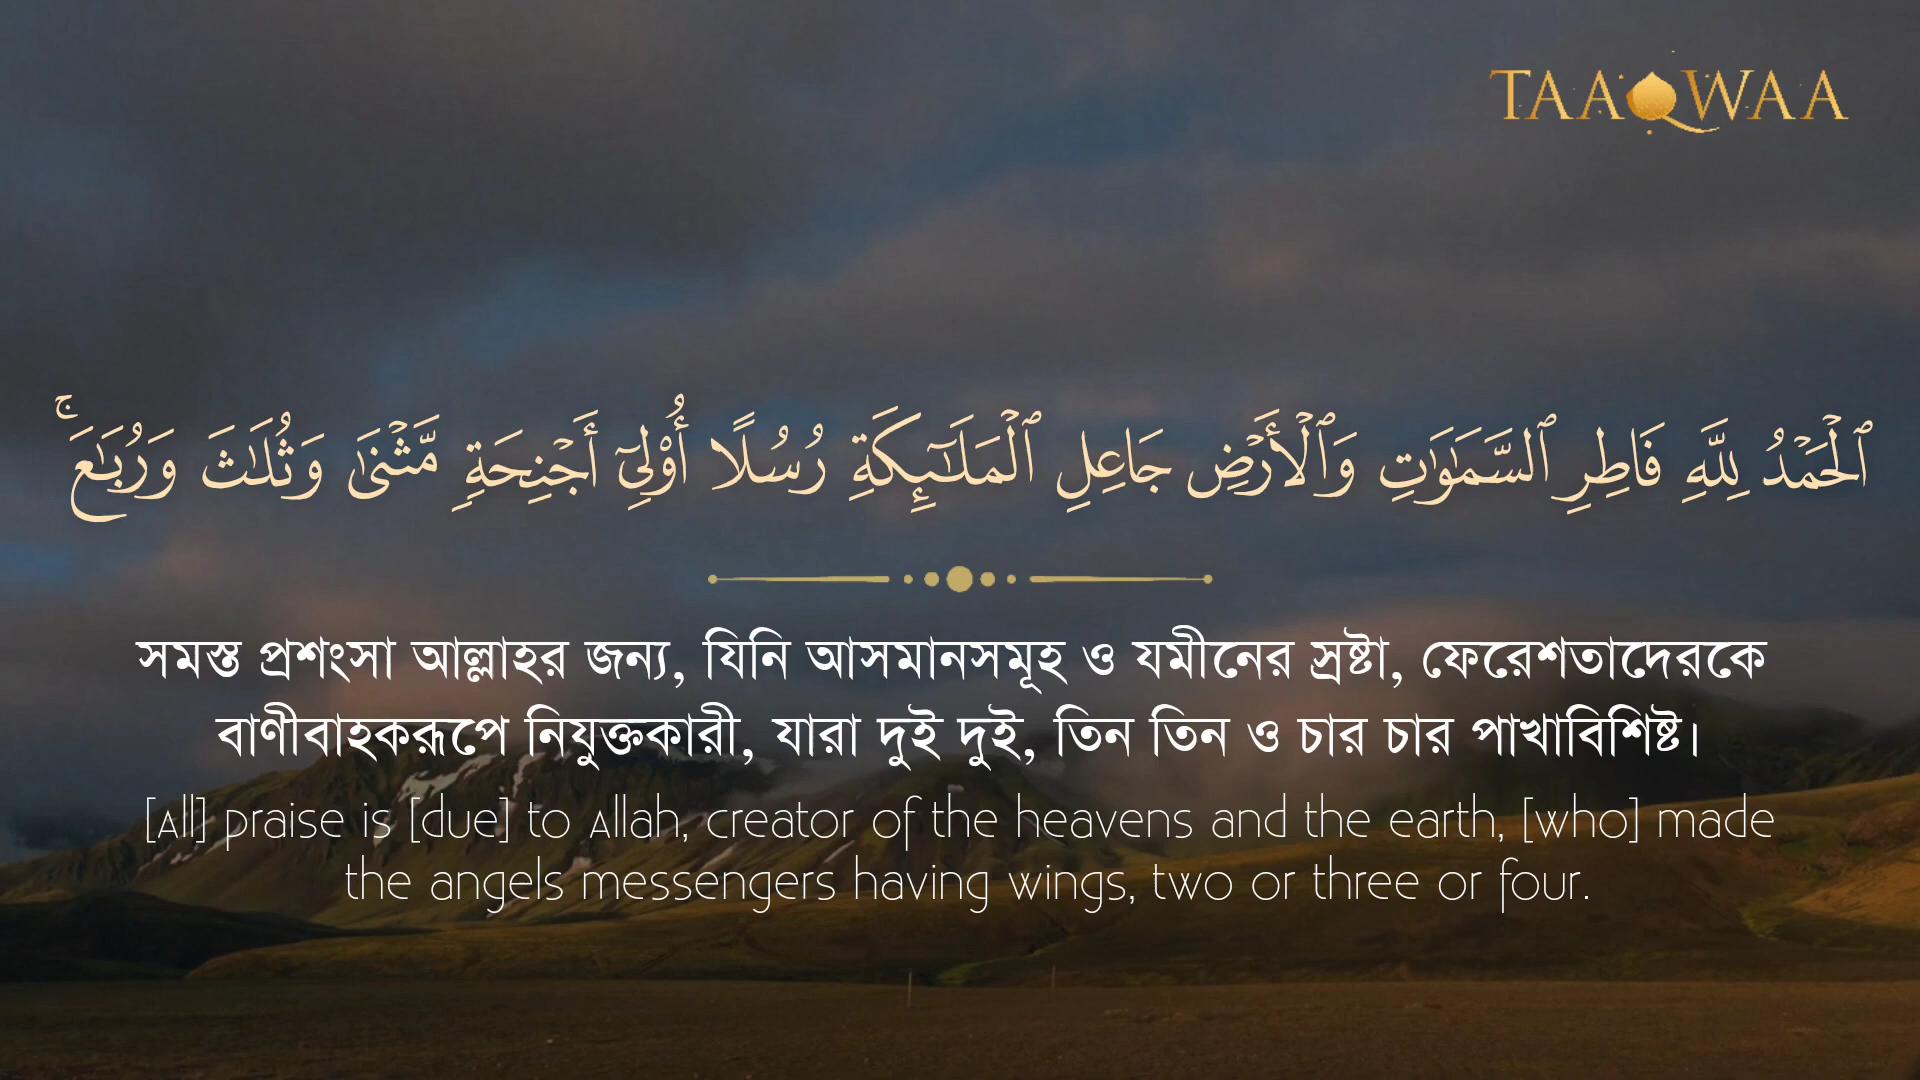 TAAQWAA
ٱلْحَمْدُ لِلَّهِ فَاطِرِ ٱلسَّمَٰوَٰتِ وَٱلْأَرْضِ جَاعِلِ ٱلْمَلَٰٓئِكَةِ رُسُلًا أُو۟لِىٓ أَجْنِحَةٍ مَّثْنَىٰ وَثُلَٰثَ وَرُبَٰعَ ۚ
সমস্ত প্রশংসা আল্লাহর জন্য, যিনি আসমানসমূহ ও যমীনের স্রষ্টা, ফেরেশতাদেরকে
বাণীবাহকরূপে নিযুক্তকারী, যারা দুই দুই, তিন তিন ও চার চার পাখাবিশিষ্ট।
[All] praise is [due] to Allah, creator of the heavens and the earth, [who] made
the angels messengers having wings, two or three or four.